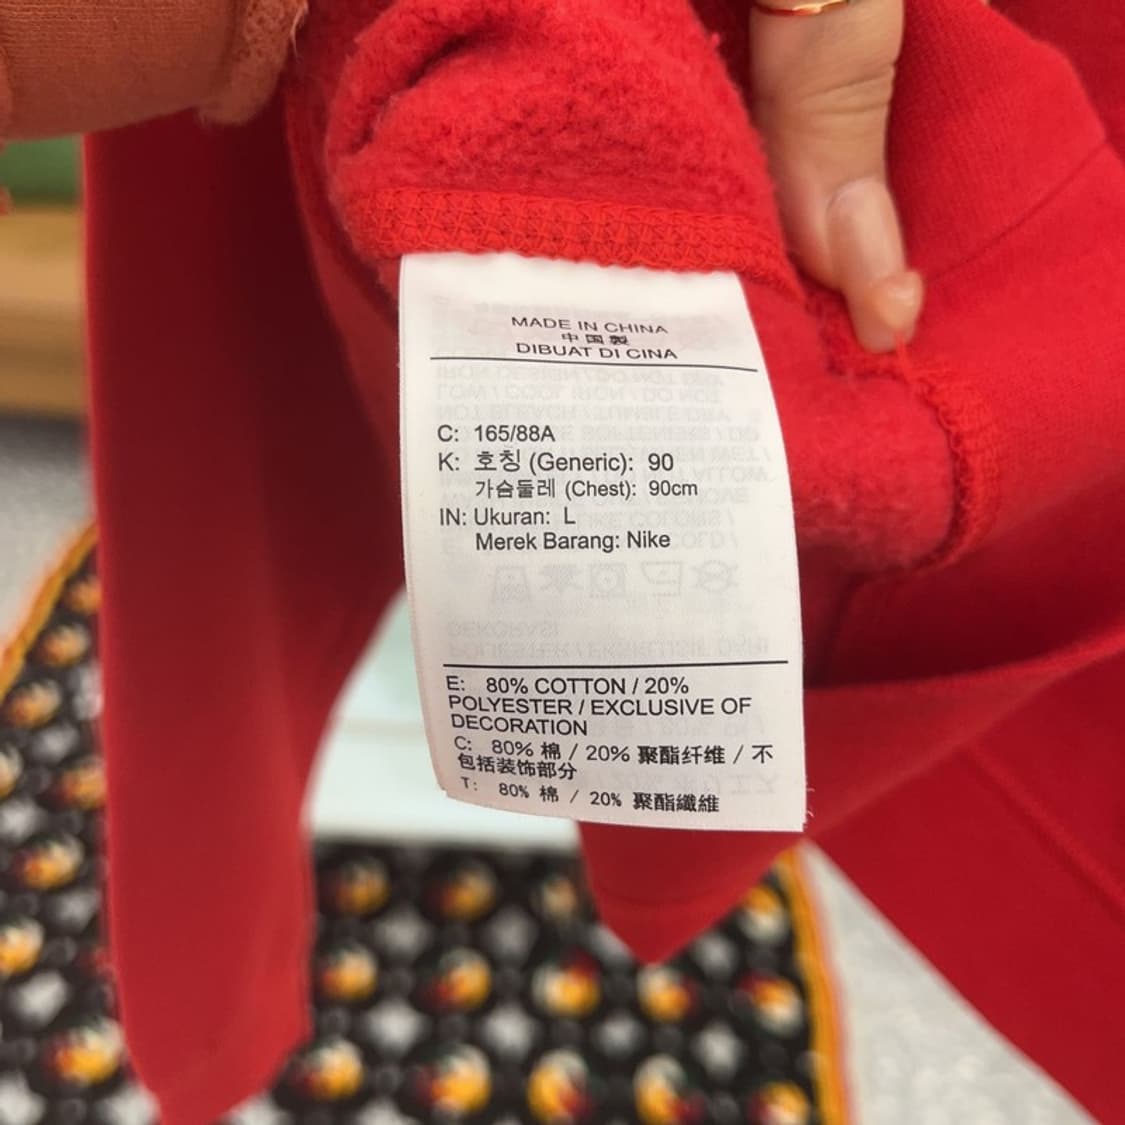 MADE IN CHINA
中国製
DIBUAT DI CINA
C: 165/88A
K: 호칭 (Generic): 90
가슴둘레 (Chest): 90cm
IN: Ukuran: L
Merek Barang: Nike
E: 80% COTTON / 20%
POLYESTER / EXCLUSIVE OF
DECORATION
C: 80% 棉 / 20% 聚酯纤维 / 不
包括装饰部分
T: 80% 棉 / 20% 聚酯纖維